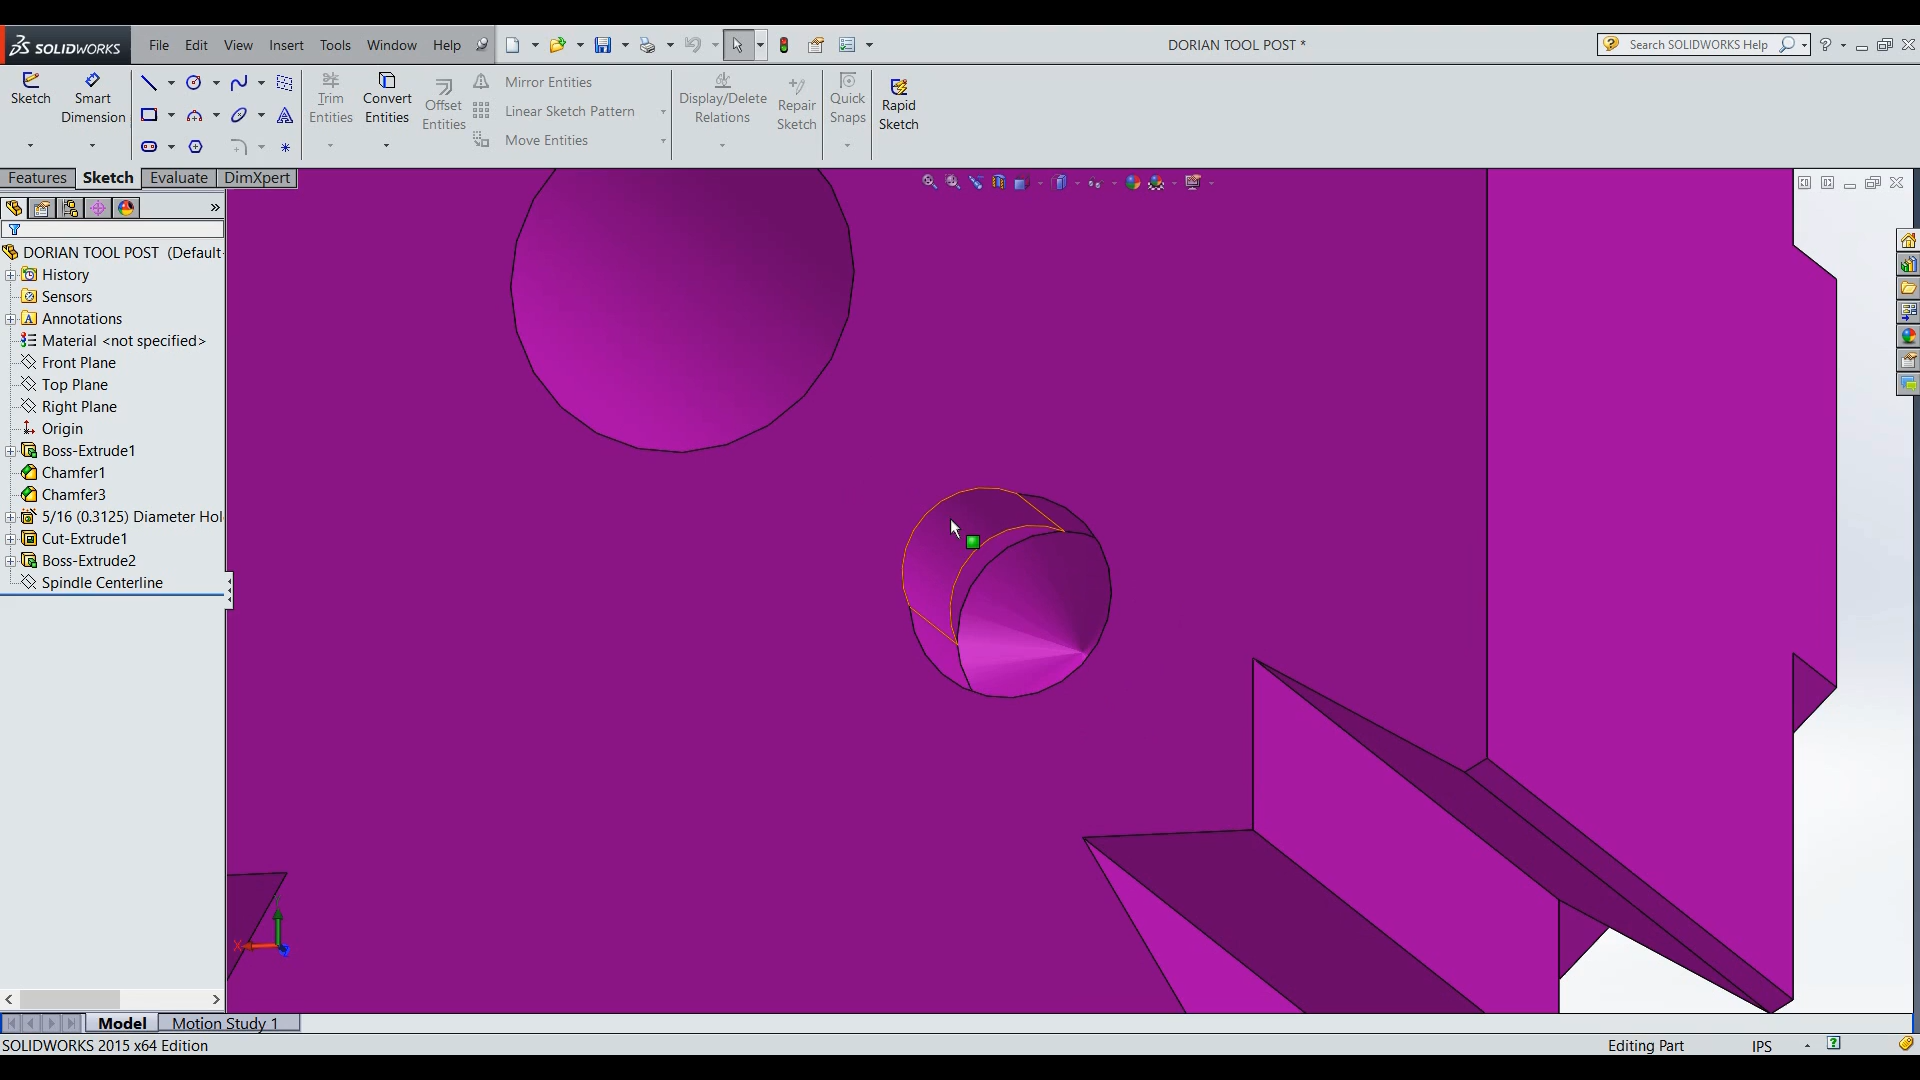 SOLIDWORKS File Edit View Insert Tools Window Help DORIAN TOOL POST * Search SOLIDWORKS Help
Sketch
Smart Dimension
Trim Entities
Convert Entities
Offset Entities
Mirror Entities
Linear Sketch Pattern
Move Entities
Display/Delete Relations
Repair Sketch
Quick Snaps
Rapid Sketch
Features Sketch Evaluate DimXpert
DORIAN TOOL POST (Default
History
Sensors
Annotations
Material <not specified>
Front Plane
Top Plane
Right Plane
Origin
Boss-Extrude1
Chamfer1
Chamfer3
5/16 (0.3125) Diameter Hol
Cut-Extrude1
Boss-Extrude2
Spindle Centerline
X
Model Motion Study 1
SOLIDWORKS 2015 x64 Edition Editing Part IPS